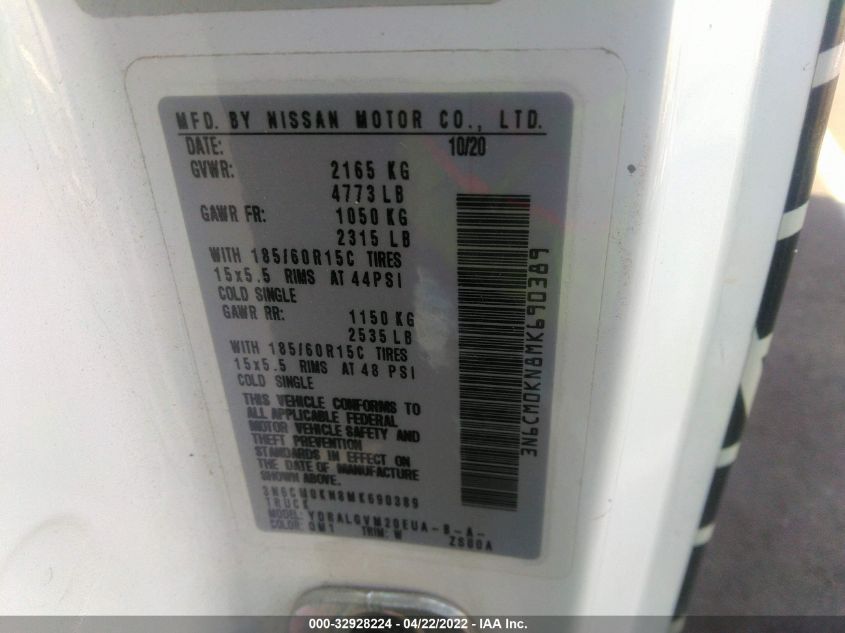 MFD. BY NISSAN MOTOR CO., LTD.
DATE: 10/20
GVWR: 2165 KG
4773 LB
GAWR FR: 1050 KG
2315 LB
WITH 185/60R15C TIRES
15x5.5 RIMS AT 44PSI
COLD SINGLE
GAWR RR: 1150 KG
2535 LB
WITH 185/60R15C TIRES
15x5.5 RIMS AT 48 PSI
COLD SINGLE
THIS VEHICLE CONFORMS TO
ALL APPLICABLE FEDERAL
MOTOR VEHICLE SAFETY AND
THEFT PREVENTION
STANDARDS IN EFFECT ON
THE DATE OF MANUFACTURE
SHOWN ABOVE.
3N6CM0KN8MK690389
TRUCK
MODEL:
COLOR: QM1 TRIM: W
3N6CM0KN8MK690389
000-32928224 - 04/22/2022 - IAA Inc.